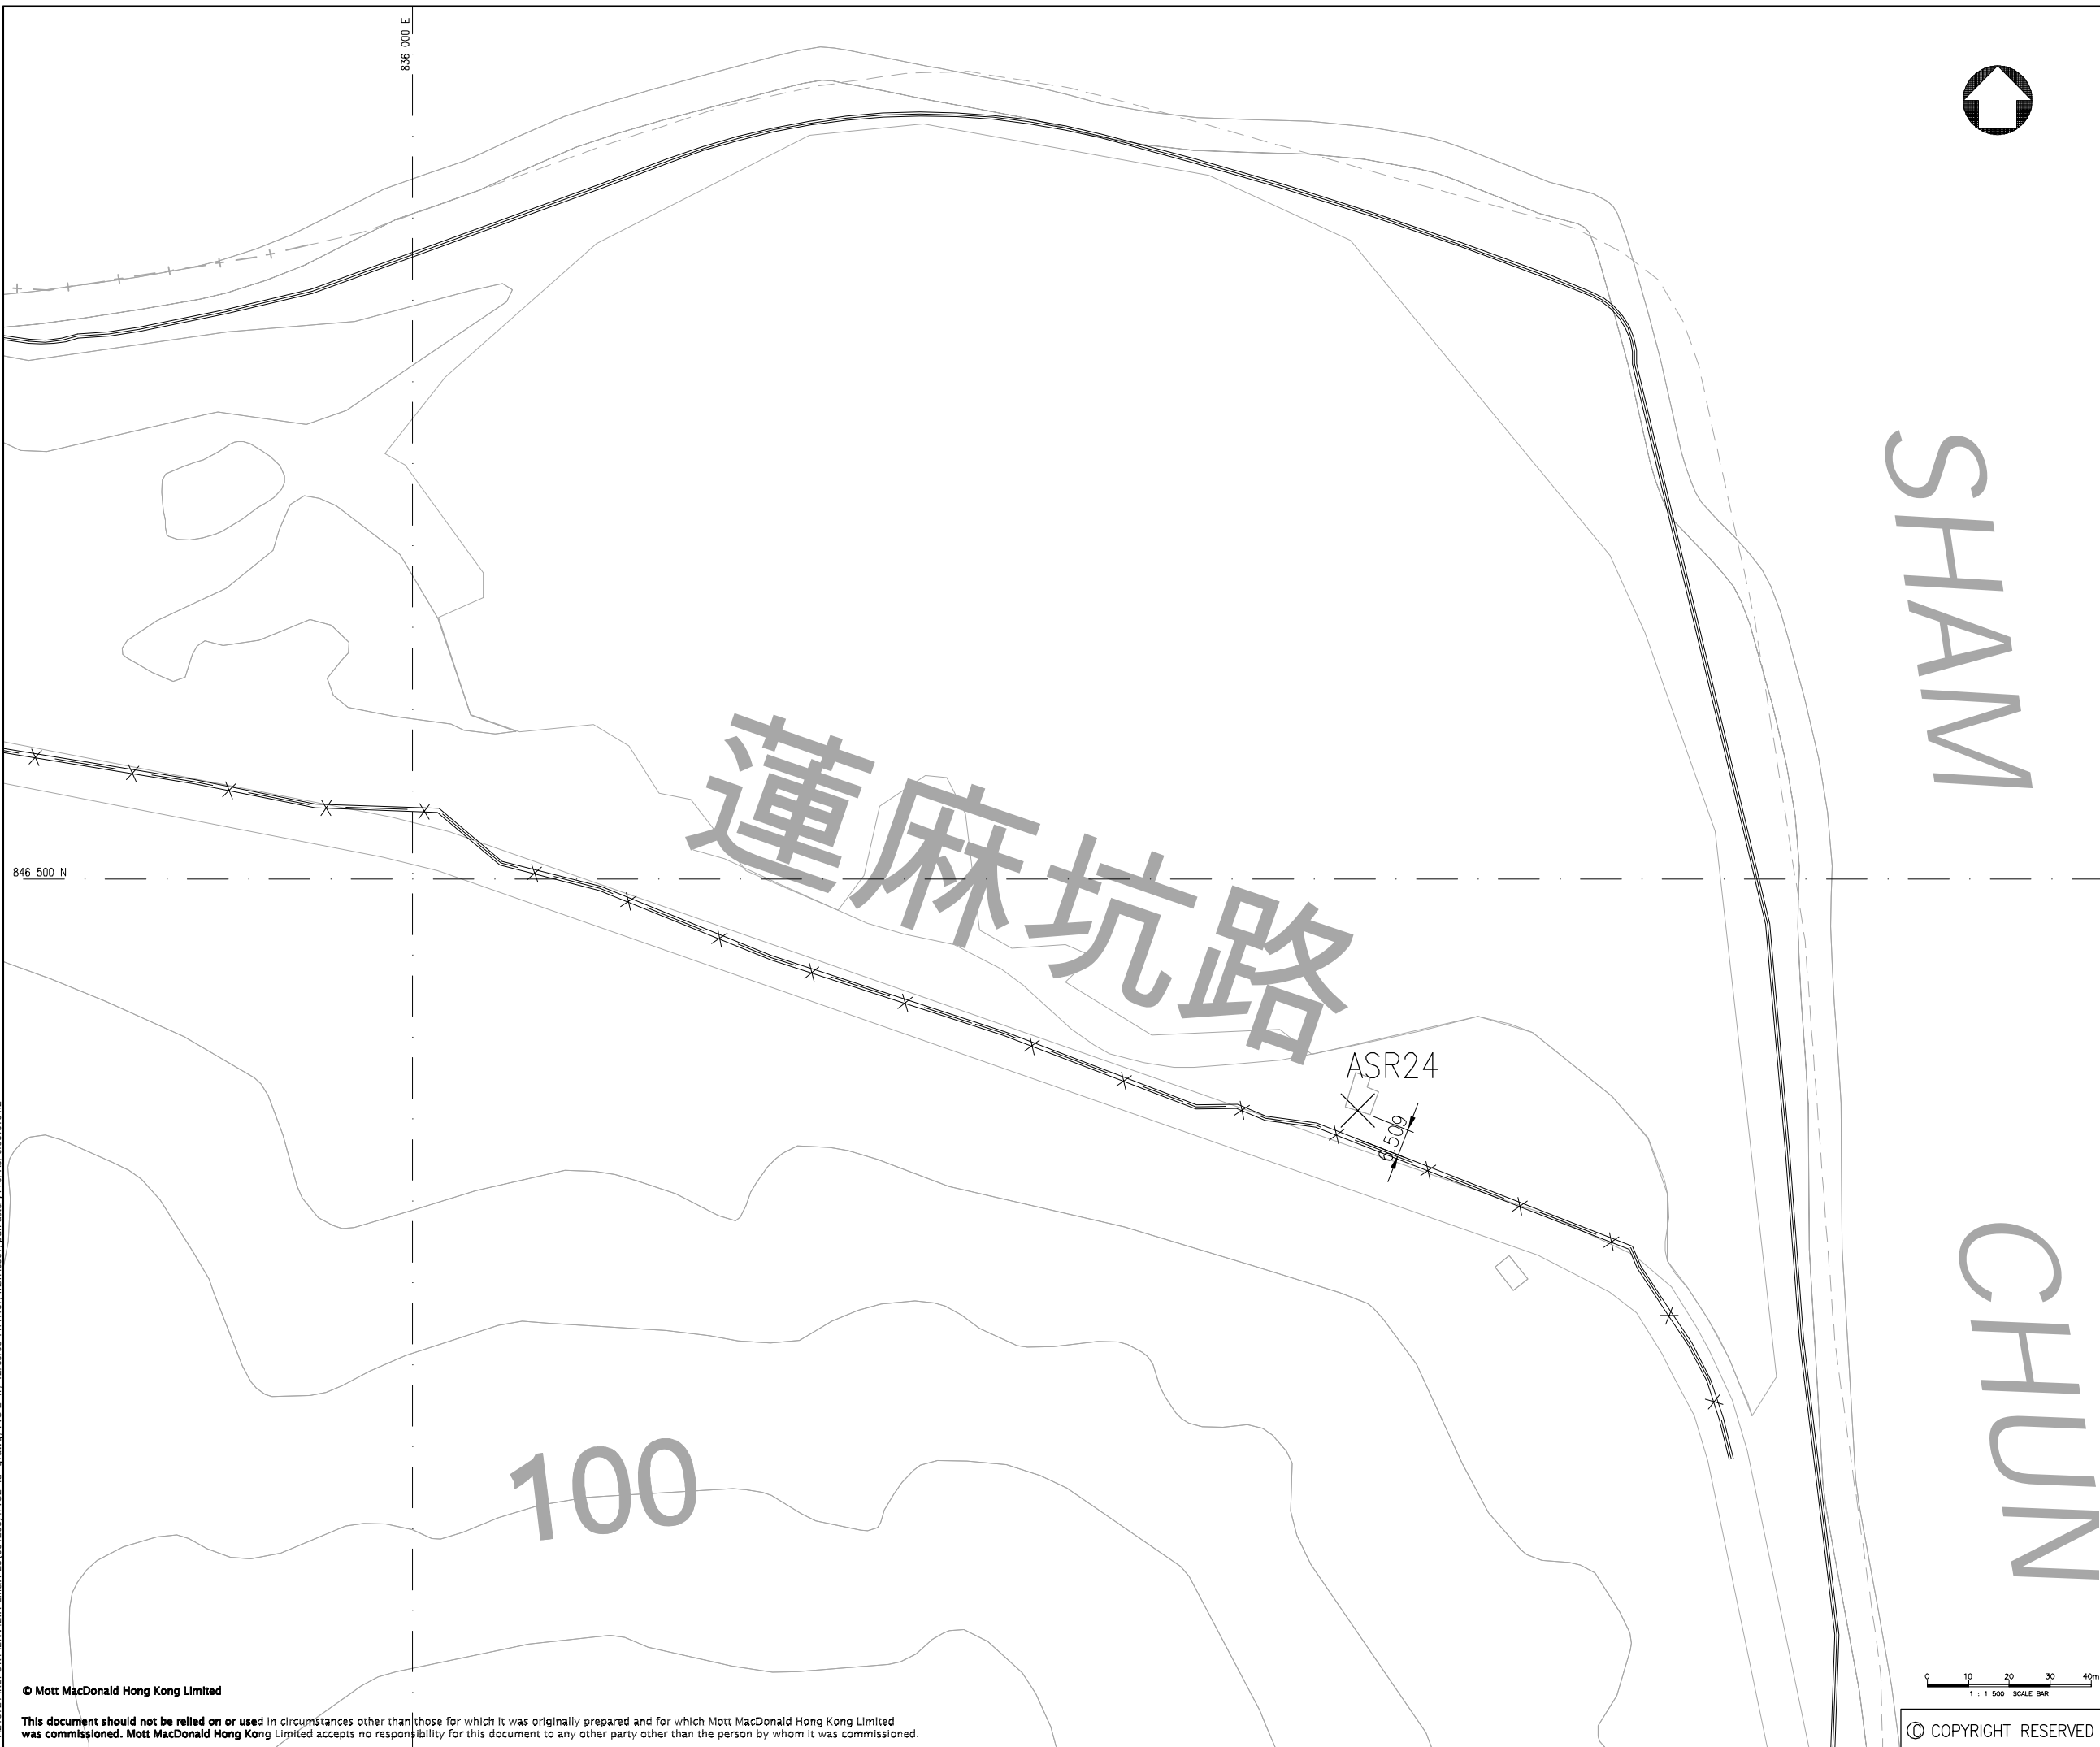 836 000 E
SHAM
蓮麻坑路
846 500 N
ASR24
6.509
CHUN
100
0 10 20 30 40m
1 : 1 500 SCALE BAR
© Mott MacDonald Hong Kong Limited
This document should not be relied on or used in circumstances other than those for which it was originally prepared and for which Mott MacDonald Hong Kong Limited
was commissioned. Mott MacDonald Hong Kong Limited accepts no responsibility for this document to any other party other than the person by whom it was commissioned.
© COPYRIGHT RESERVED